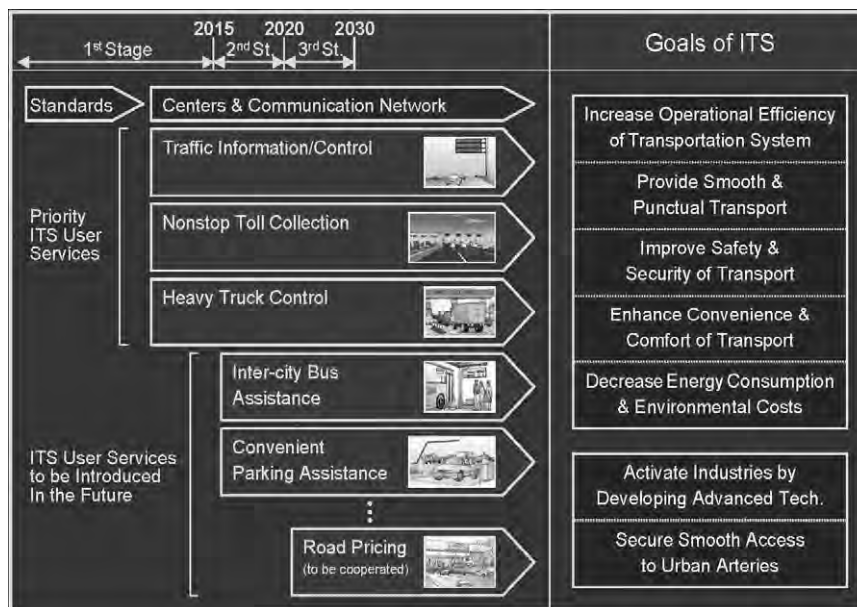 2015 2020 2030
1st Stage 2nd St. 3rd St.
Goals of ITS
Standards
Centers & Communication Network
Priority
ITS User
Services
Traffic Information/Control
Nonstop Toll Collection
Heavy Truck Control
ITS User Services
to be Introduced
In the Future
Inter-city Bus
Assistance
Convenient
Parking Assistance
Road Pricing
(to be cooperated)
Increase Operational Efficiency
of Transportation System
Provide Smooth &
Punctual Transport
Improve Safety &
Security of Transport
Enhance Convenience &
Comfort of Transport
Decrease Energy Consumption
& Environmental Costs
Activate Industries by
Developing Advanced Tech.
Secure Smooth Access
to Urban Arteries